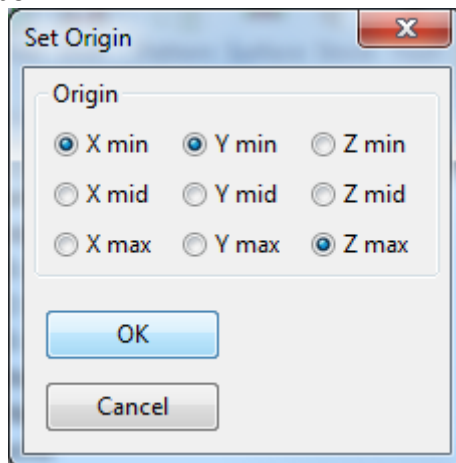 Set Origin
Origin
X min Y min Z min
X mid Y mid Z mid
X max Y max Z max
OK
Cancel